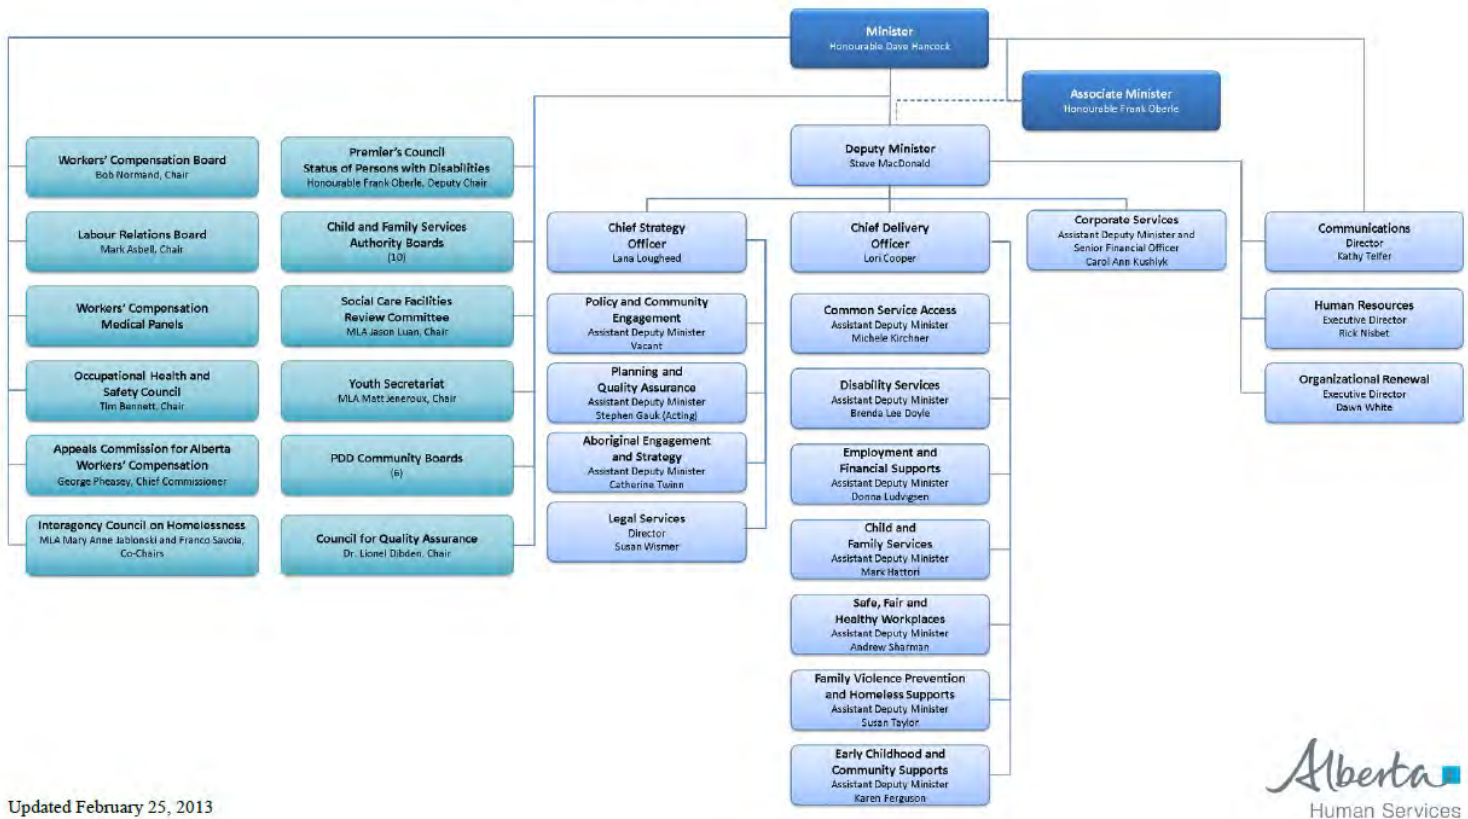 Minister
Honourable Dave Hancock
Associate Minister
Honourable Frank Oberle
Deputy Minister
Steve MacDonald
Workers' Compensation Board
Bob Normand, Chair
Labour Relations Board
Mark Asbell, Chair
Workers' Compensation
Medical Panels
Occupational Health and
Safety Council
Tim Bennett, Chair
Appeals Commission for Alberta
Workers' Compensation
George Pheasey, Chief Commissioner
Interagency Council on Homelessness
MLA Mary Anne Jablonski and Franco Savoia,
Co-Chairs
Premier's Council
Status of Persons with Disabilities
Honourable Frank Oberle, Deputy Chair
Child and Family Services
Authority Boards
(10)
Social Care Facilities
Review Committee
MLA Jason Luan, Chair
Youth Secretariat
MLA Matt Jeneroux, Chair
PDD Community Boards
(6)
Council for Quality Assurance
Dr. Lionel Dibden, Chair
Chief Strategy
Officer
Lana Lougheed
Policy and Community
Engagement
Assistant Deputy Minister
Vacant
Planning and
Quality Assurance
Assistant Deputy Minister
Stephen Gauk (Acting)
Aboriginal Engagement
and Strategy
Assistant Deputy Minister
Catherine Twinn
Legal Services
Director
Susan Wismer
Chief Delivery
Officer
Lori Cooper
Common Service Access
Assistant Deputy Minister
Michele Kirchner
Disability Services
Assistant Deputy Minister
Brenda Lee Doyle
Employment and
Financial Supports
Assistant Deputy Minister
Donna Ludvigsen
Child and
Family Services
Assistant Deputy Minister
Mark Hattori
Safe, Fair and
Healthy Workplaces
Assistant Deputy Minister
Andrew Sharman
Family Violence Prevention
and Homeless Supports
Assistant Deputy Minister
Susan Taylor
Early Childhood and
Community Supports
Assistant Deputy Minister
Karen Ferguson
Corporate Services
Assistant Deputy Minister and
Senior Financial Officer
Carol Ann Kushlyk
Communications
Director
Kathy Telfer
Human Resources
Executive Director
Rick Nisbet
Organizational Renewal
Executive Director
Dawn White
Updated February 25, 2013
Alberta
Human Services